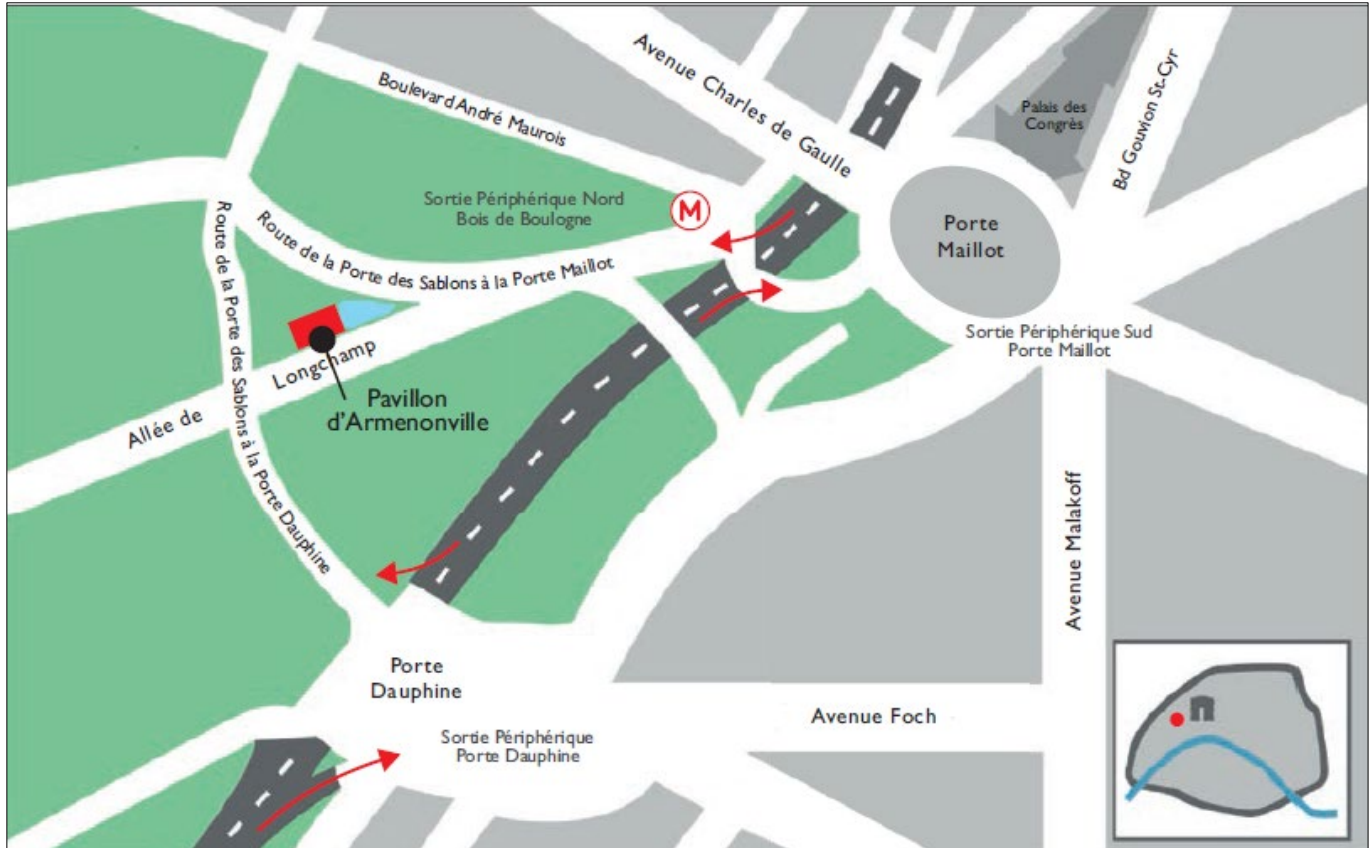 Avenue Charles de Gaulle
Boulevard André Maurois
Palais des
Congrès
Bd Gouvion St-Cyr
Sortie Périphérique Nord
Bois de Boulogne
M
Porte
Maillot
Route de la Porte des Sablons à la Porte Maillot
Route de la Porte des Sablons à la Porte Dauphine
Sortie Périphérique Sud
Porte Maillot
Allée de Longchamp
Pavillon
d'Armenonville
Avenue Malakoff
Porte
Dauphine
Avenue Foch
Sortie Périphérique
Porte Dauphine